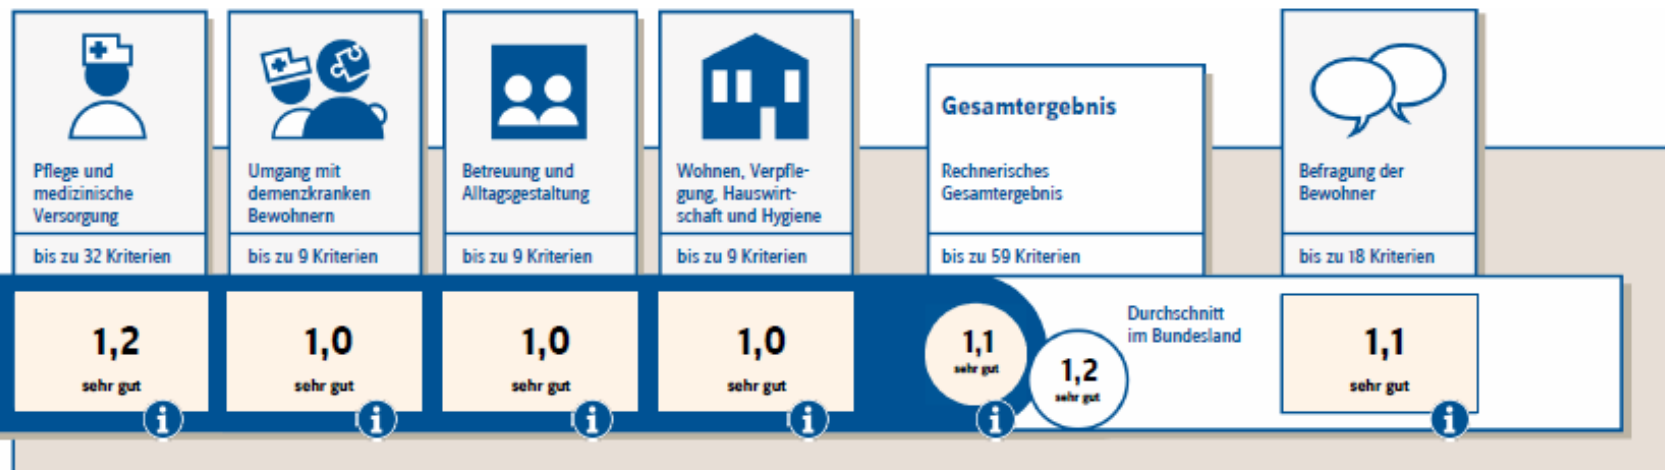 Pflege und
medizinische
Versorgung
bis zu 32 Kriterien
1,2
sehr gut
Umgang mit
demenzkranken
Bewohnern
bis zu 9 Kriterien
1,0
sehr gut
Betreuung und
Alltagsgestaltung
bis zu 9 Kriterien
1,0
sehr gut
Wohnen, Verpfle-
gung, Hauswirt-
schaft und Hygiene
bis zu 9 Kriterien
1,0
sehr gut
Gesamtergebnis
Rechnerisches
Gesamtergebnis
bis zu 59 Kriterien
1,1
sehr gut
Durchschnitt
im Bundesland
1,2
sehr gut
Befragung der
Bewohner
bis zu 18 Kriterien
1,1
sehr gut